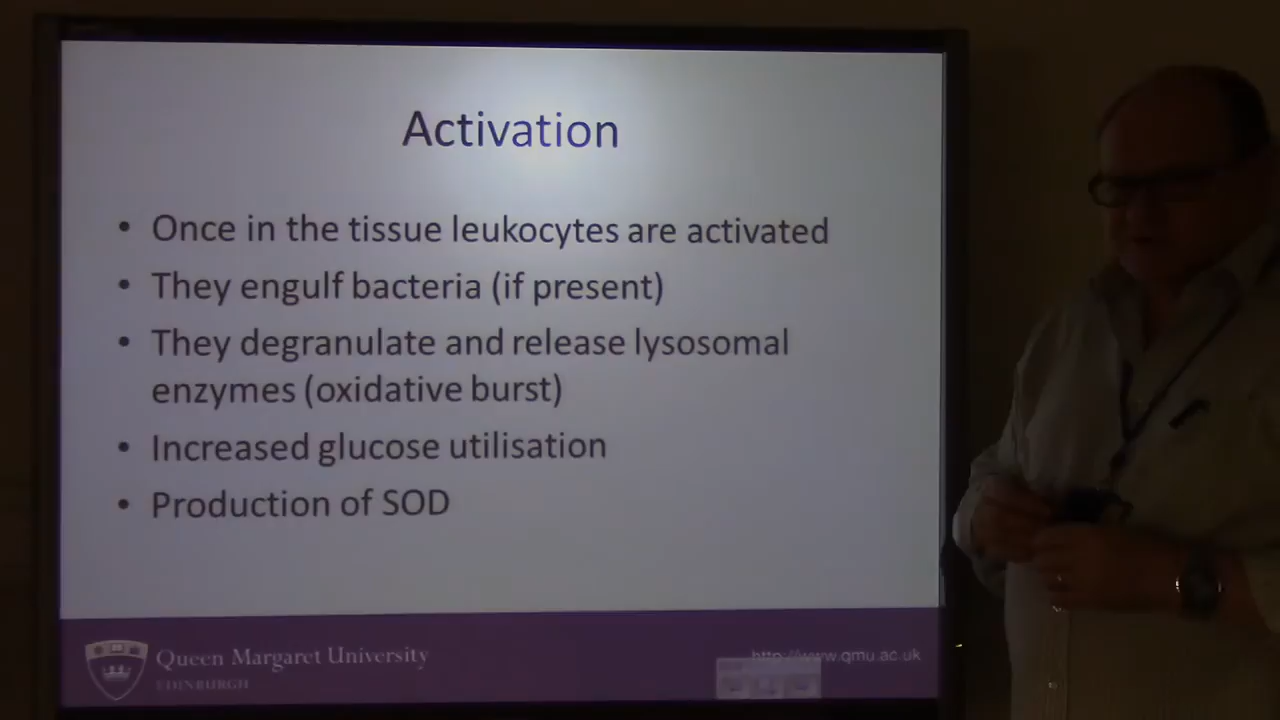 Activation
• Once in the tissue leukocytes are activated
• They engulf bacteria (if present)
• They degranulate and release lysosomal
enzymes (oxidative burst)
• Increased glucose utilisation
• Production of SOD
Queen Margaret University
EDINBURGH
http://www.qmu.ac.uk